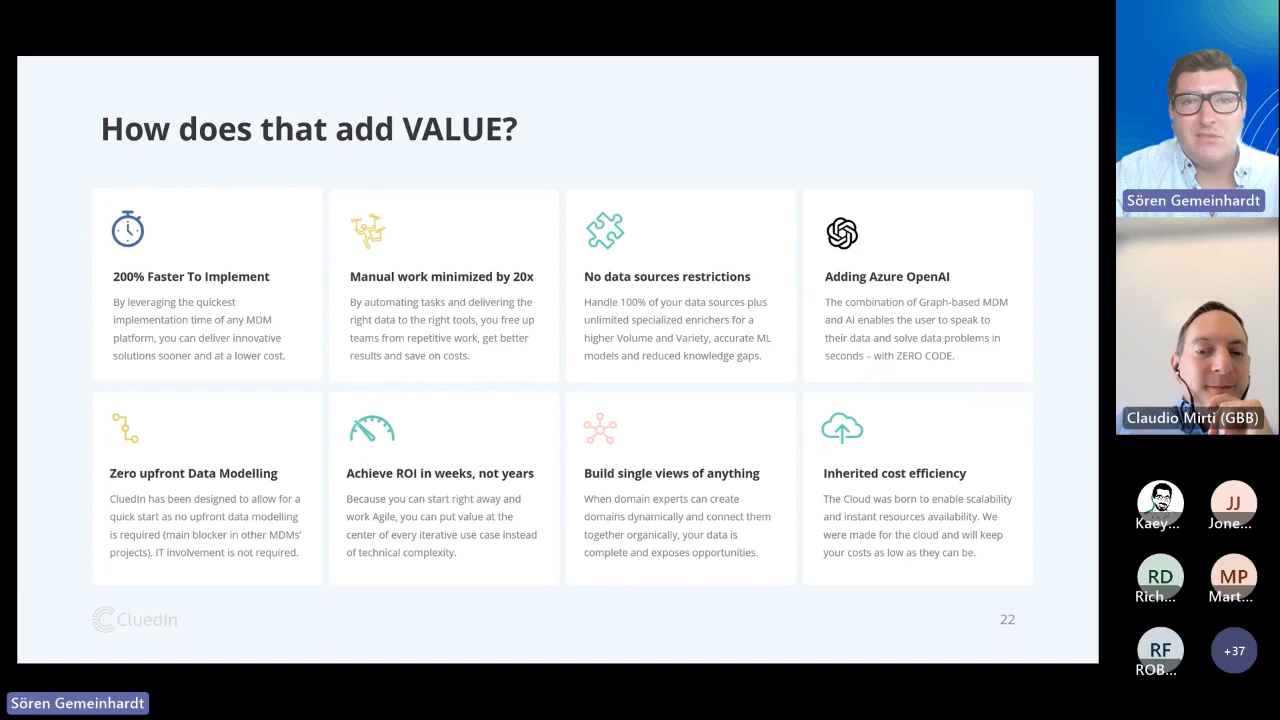 How does that add VALUE?
200% Faster To Implement
By leveraging the quickest
implementation time of any MDM
platform, you can deliver innovative
solutions sooner and at a lower cost.
Manual work minimized by 20x
By automating tasks and delivering the
right data to the right tools, you free up
teams from repetitive work, get better
results and save on costs.
No data sources restrictions
Handle 100% of your data sources plus
unlimited specialized enrichers for a
higher Volume and Variety, accurate ML
models and reduced knowledge gaps.
Adding Azure OpenAI
The combination of Graph-based MDM
and AI enables the user to speak to
their data and solve data problems in
seconds – with ZERO CODE.
Zero upfront Data Modelling
CluedIn has been designed to allow for a
quick start as no upfront data modelling
is required (main blocker in other MDMs’
projects). IT involvement is not required.
Achieve ROI in weeks, not years
Because you can start right away and
work Agile, you can put value at the
center of every iterative use case instead
of technical complexity.
Build single views of anything
When domain experts can create
domains dynamically and connect them
together organically, your data is
complete and exposes opportunities.
Inherited cost efficiency
The Cloud was born to enable scalability
and instant resources availability. We
were made for the cloud and will keep
your costs as low as they can be.
CluedIn
22
Sören Gemeinhardt
Claudio Mirti (GBB)
Kaey...
JJ
Jone...
RD
Rich...
MP
Mart...
RF
ROB...
+37
Sören Gemeinhardt